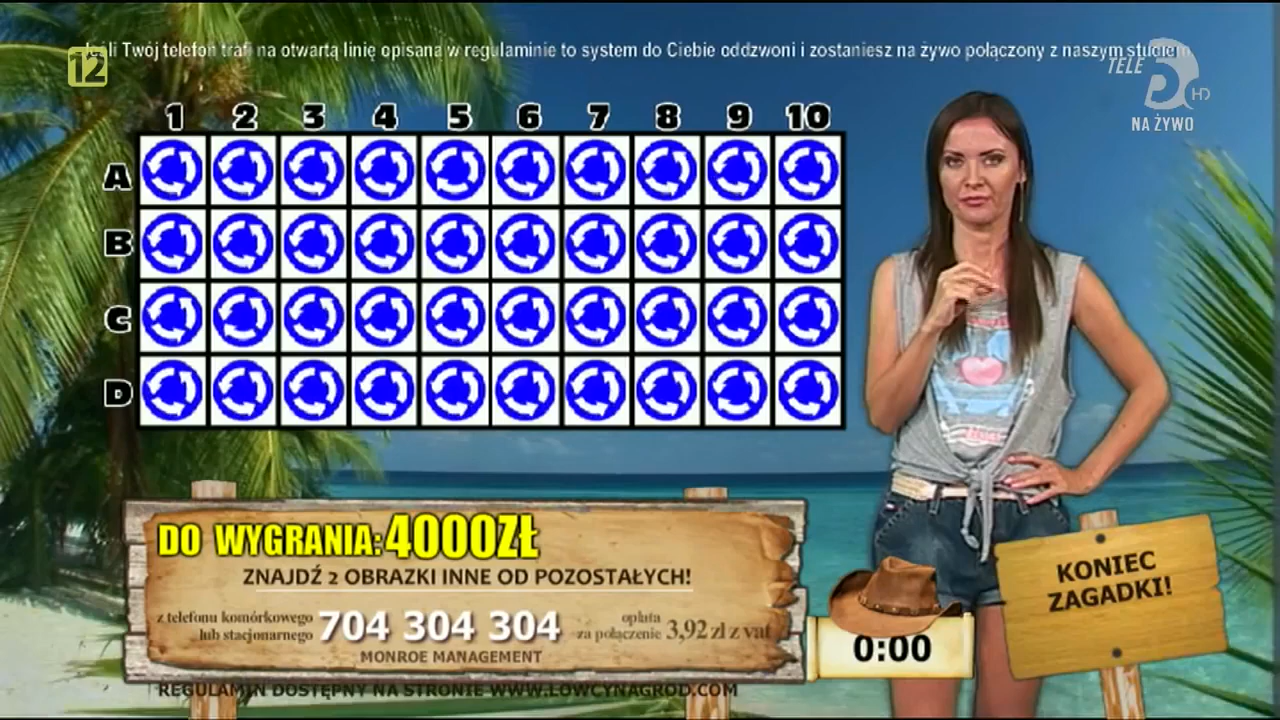 Twój telefon trafi na otwartą linię opisana w regulaminie to system do Ciebie oddzwoni i zostaniesz na żywo połączony z naszym studiem
12
TELE 5 HD
NA ŻYWO
1 2 3 4 5 6 7 8 9 10
A
B
C
D
DO WYGRANIA: 4000ZŁ
ZNAJDŹ 2 OBRAZKI INNE OD POZOSTAŁYCH!
z telefonu komórkowego
lub stacjonarnego
704 304 304
opłata
za połączenie 3,92 zł z vat
MONROE MANAGEMENT
0:00
KONIEC
ZAGADKI!
REGULAMIN DOSTĘPNY NA STRONIE WWW.LOWCYNAGROD.COM